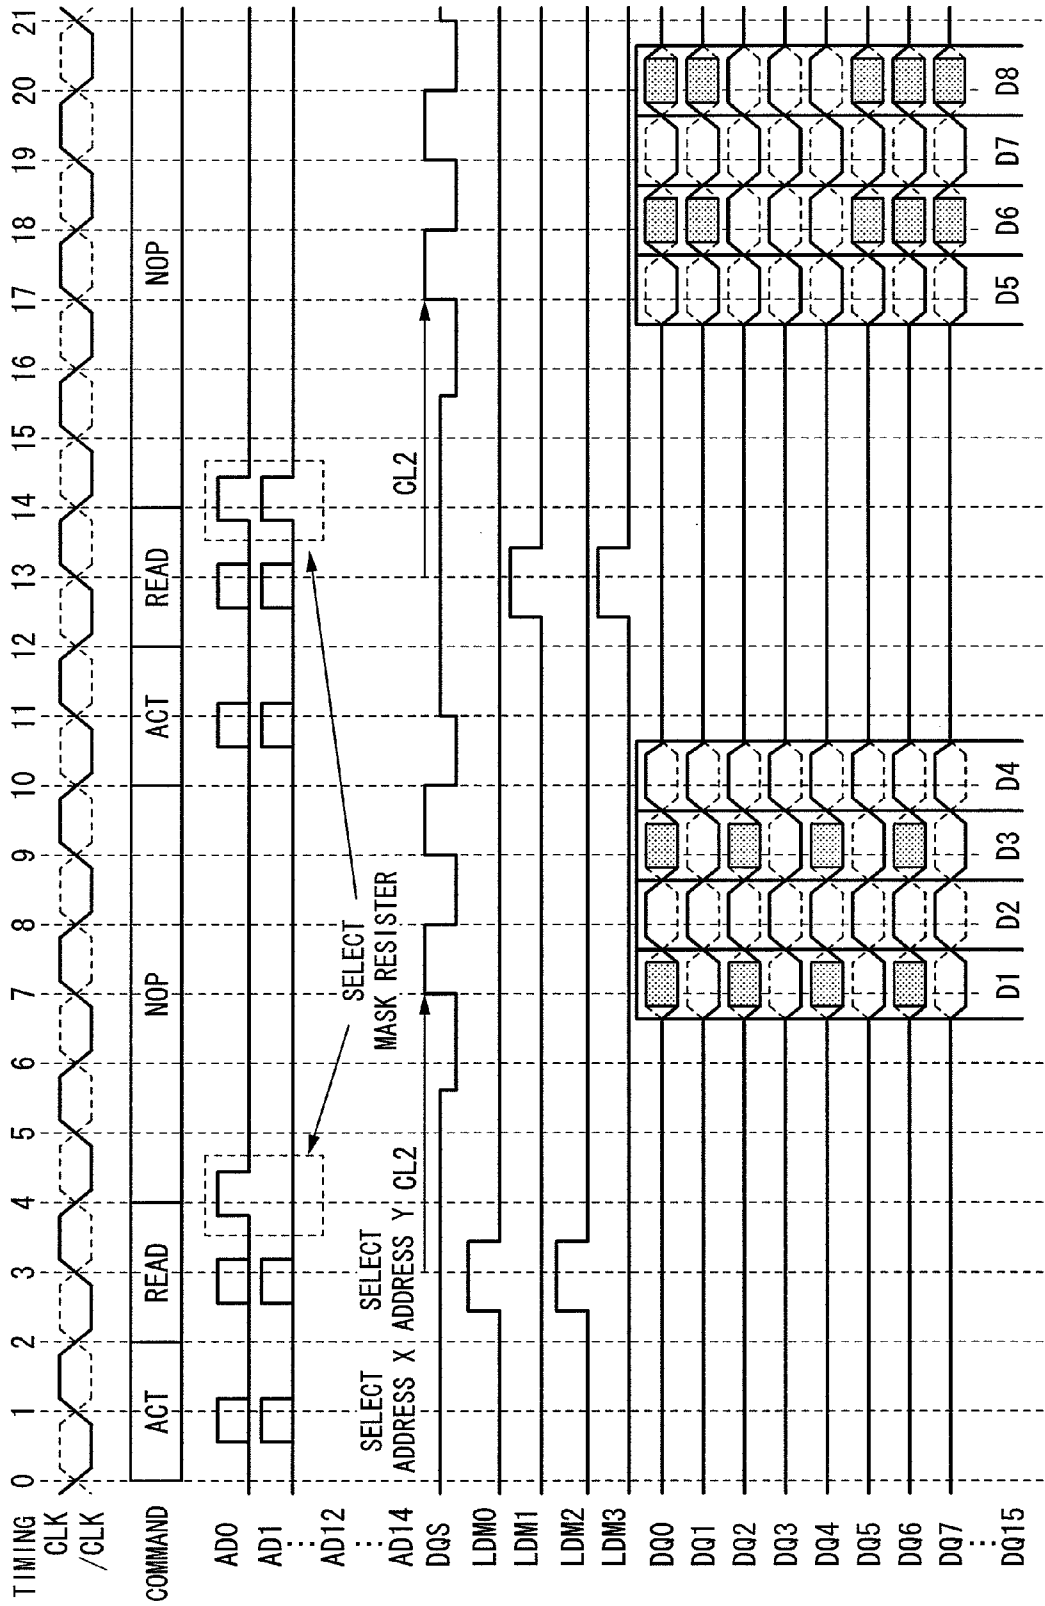 TIMING 0 1 2 3 4 5 6 7 8 9 10 11 12 13 14 15 16 17 18 19 20 21
CLK
/CLK
COMMAND ACT READ NOP ACT READ NOP
AD0
AD1
AD12
AD14
SELECT
MASK RESISTER
SELECT
ADDRESS X
SELECT
ADDRESS Y
CL2
CL2
DQS
LDM0
LDM1
LDM2
LDM3
DQ0
DQ1
DQ2
DQ3
DQ4
DQ5
DQ6
DQ7
DQ15
D1 D2 D3 D4 D5 D6 D7 D8